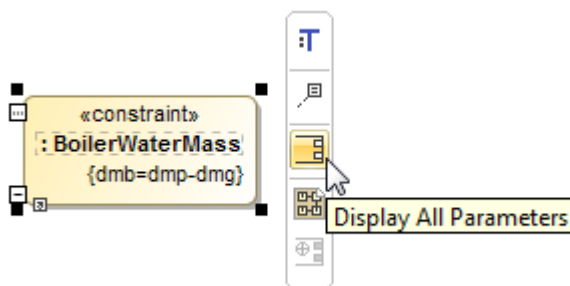 :T
«constraint»
: BoilerWaterMass
{dmb=dmp-dmg}
Display All Parameters